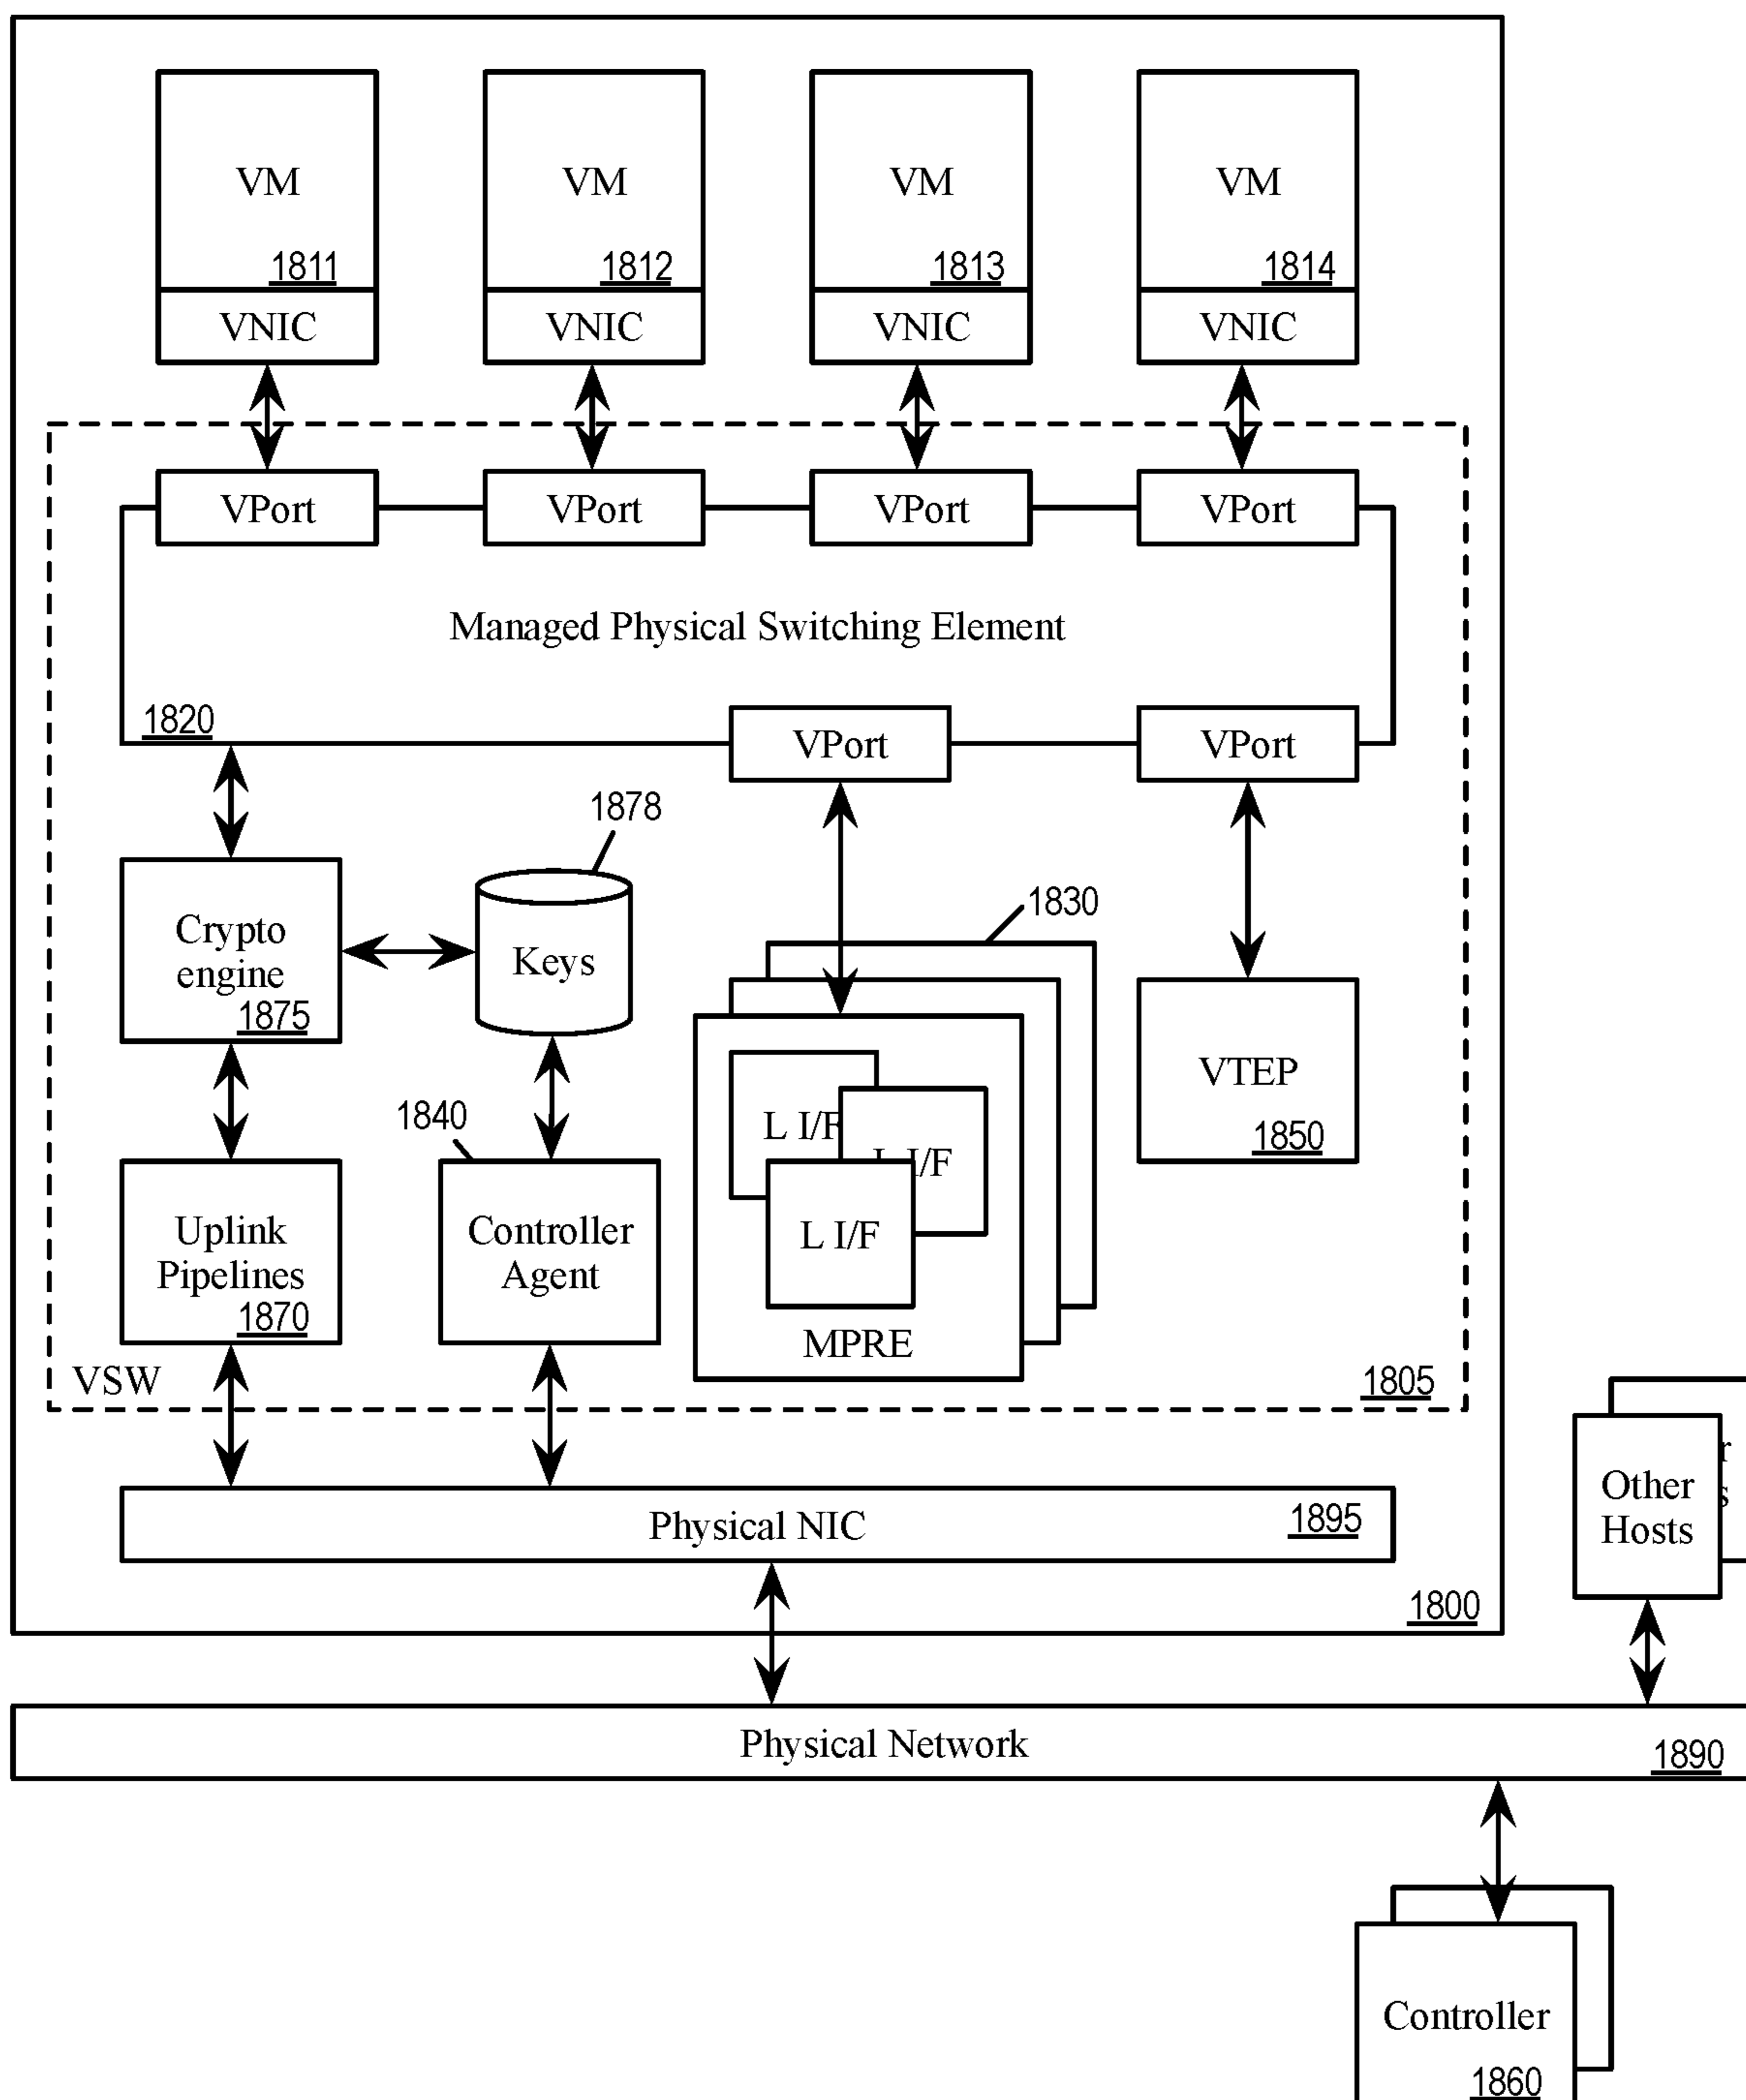 VM
1811
VNIC
VM
1812
VNIC
VM
1813
VNIC
VM
1814
VNIC
VPort
VPort
VPort
VPort
Managed Physical Switching Element
1820
VPort
VPort
1878
Crypto
engine
1875
Keys
1830
VTEP
1850
1840
Uplink
Pipelines
1870
Controller
Agent
L I/F
I/F
L I/F
MPRE
VSW
1805
Physical NIC
1895
1800
Other
Hosts
r
s
Physical Network
1890
Controller
1860